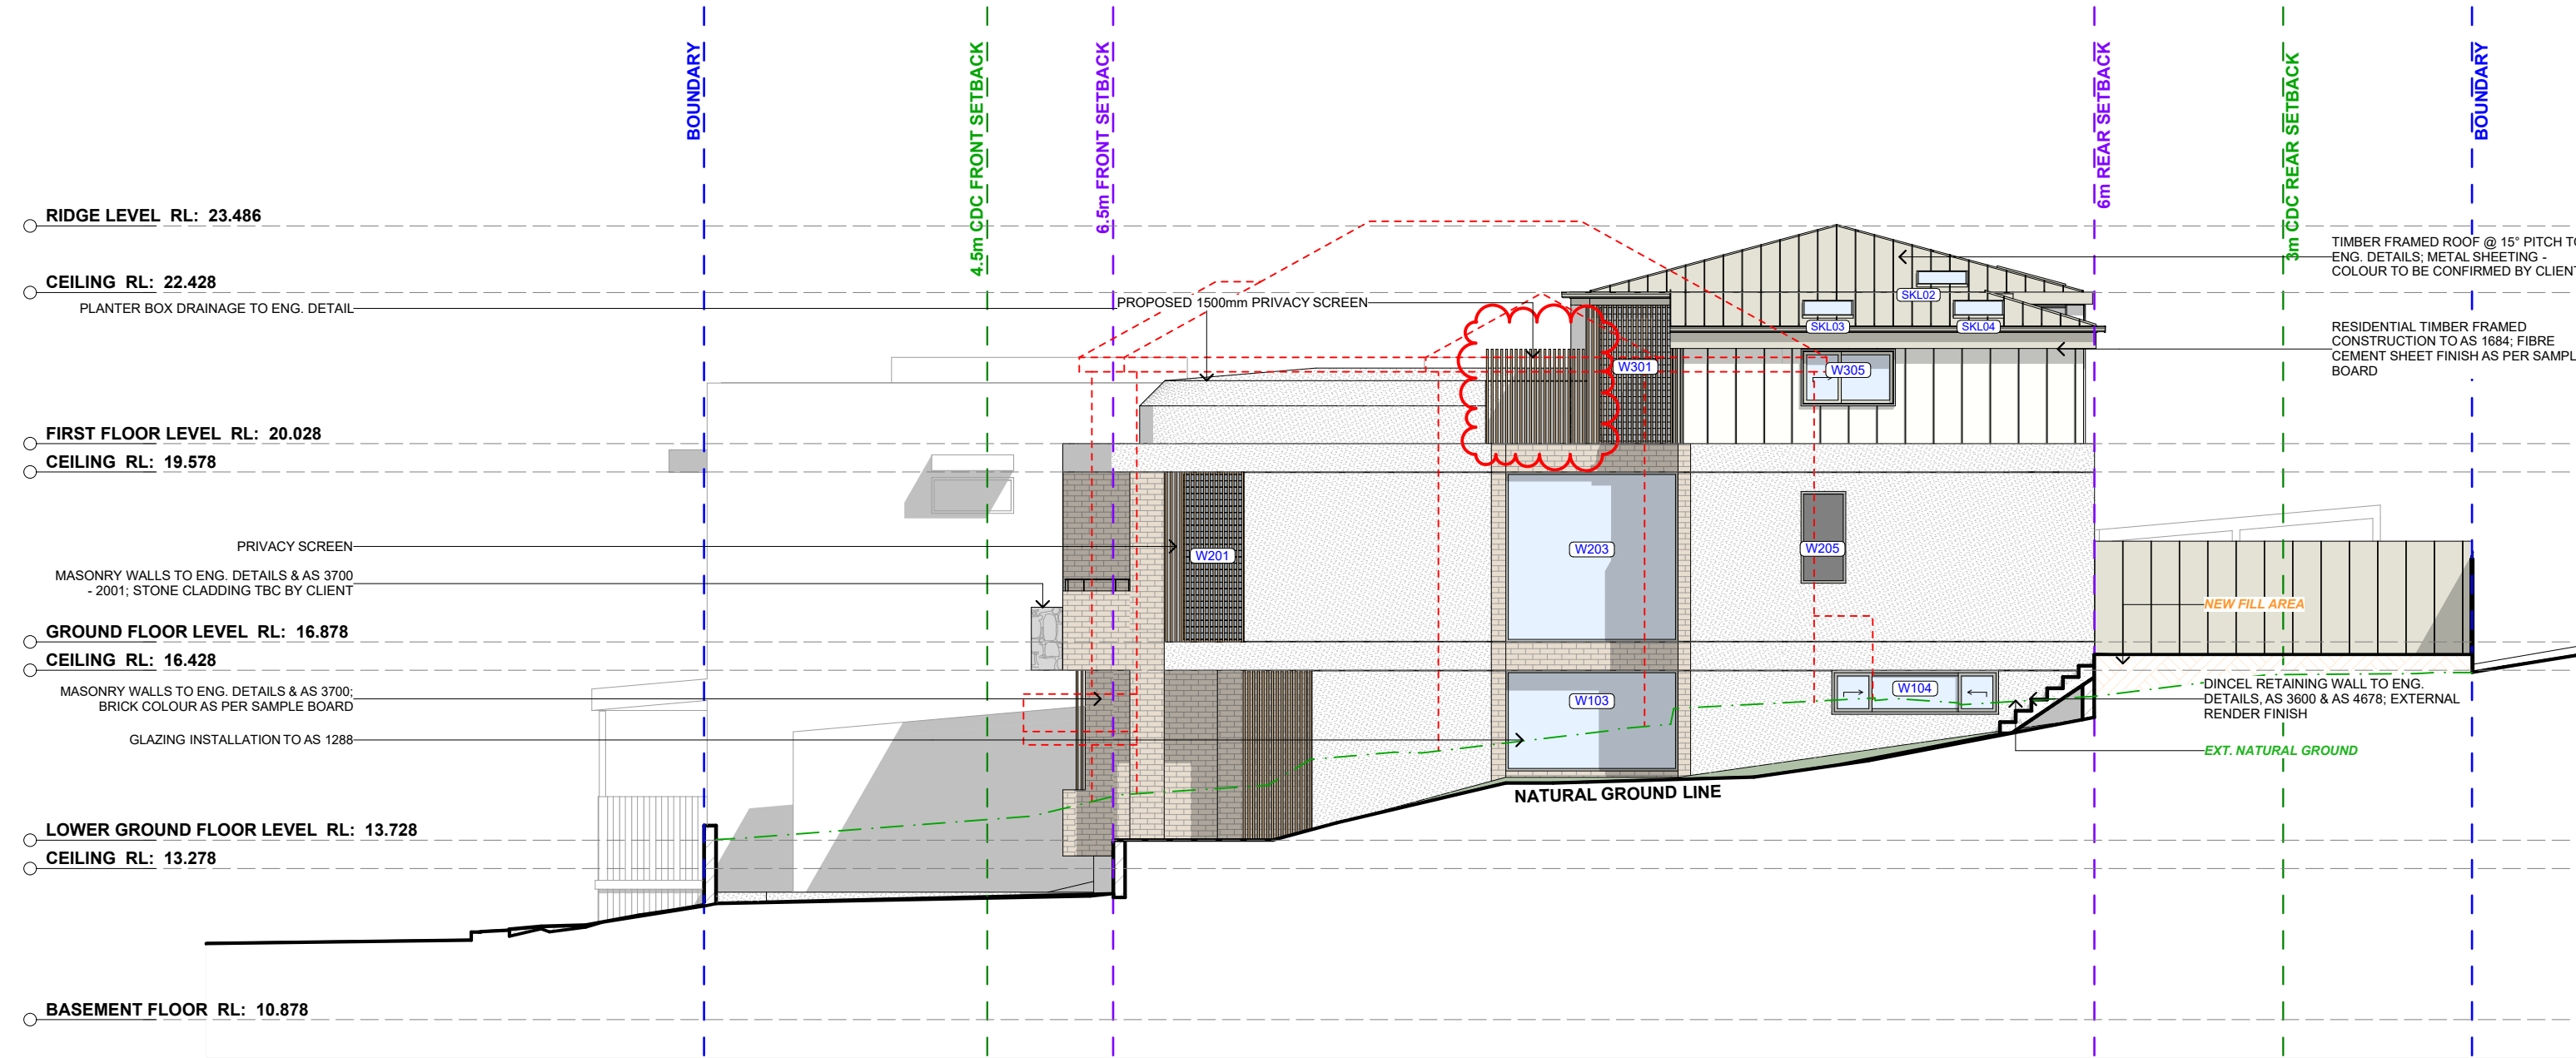 BOUNDARY
4.5m CDC FRONT SETBACK
6.5m FRONT SETBACK
6m REAR SETBACK
3m CDC REAR SETBACK
BOUNDARY
RIDGE LEVEL RL: 23.486
CEILING RL: 22.428
PLANTER BOX DRAINAGE TO ENG. DETAIL
PROPOSED 1500mm PRIVACY SCREEN
TIMBER FRAMED ROOF @ 15° PITCH TO
ENG. DETAILS; METAL SHEETING -
COLOUR TO BE CONFIRMED BY CLIENT
SKL02
SKL03
SKL04
RESIDENTIAL TIMBER FRAMED
CONSTRUCTION TO AS 1684; FIBRE
CEMENT SHEET FINISH AS PER SAMPL
BOARD
W301
W305
FIRST FLOOR LEVEL RL: 20.028
CEILING RL: 19.578
PRIVACY SCREEN
W201
W203
W205
MASONRY WALLS TO ENG. DETAILS & AS 3700
- 2001; STONE CLADDING TBC BY CLIENT
NEW FILL AREA
GROUND FLOOR LEVEL RL: 16.878
CEILING RL: 16.428
MASONRY WALLS TO ENG. DETAILS & AS 3700;
BRICK COLOUR AS PER SAMPLE BOARD
W103
W104
DINCEL RETAINING WALL TO ENG.
DETAILS, AS 3600 & AS 4678; EXTERNAL
RENDER FINISH
GLAZING INSTALLATION TO AS 1288
EXT. NATURAL GROUND
NATURAL GROUND LINE
LOWER GROUND FLOOR LEVEL RL: 13.728
CEILING RL: 13.278
BASEMENT FLOOR RL: 10.878